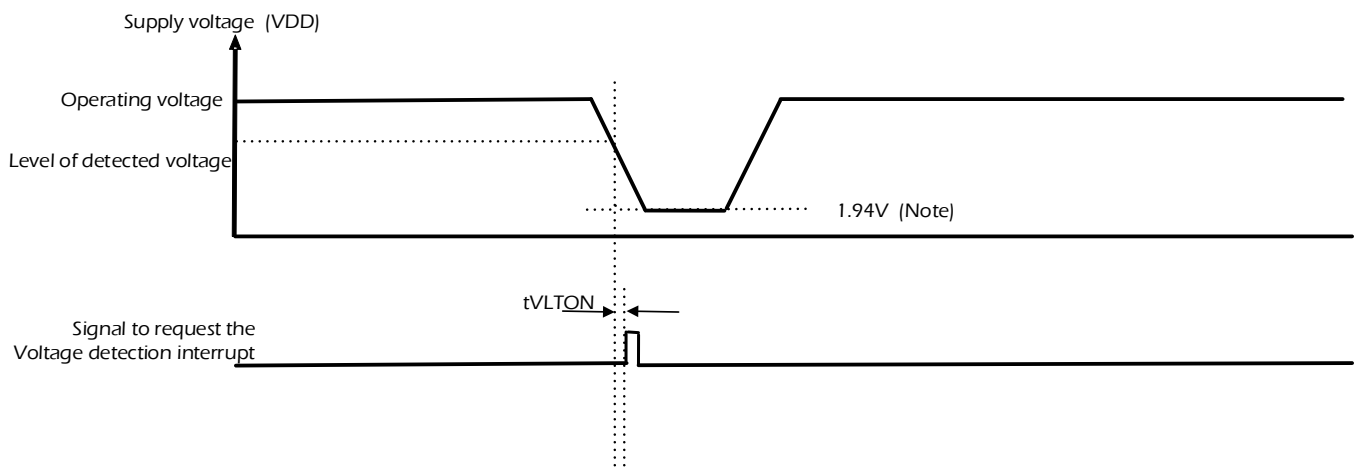 Supply voltage (VDD)
Operating voltage
Level of detected voltage
1.94V (Note)
tVLTON
Signal to request the
Voltage detection interrupt